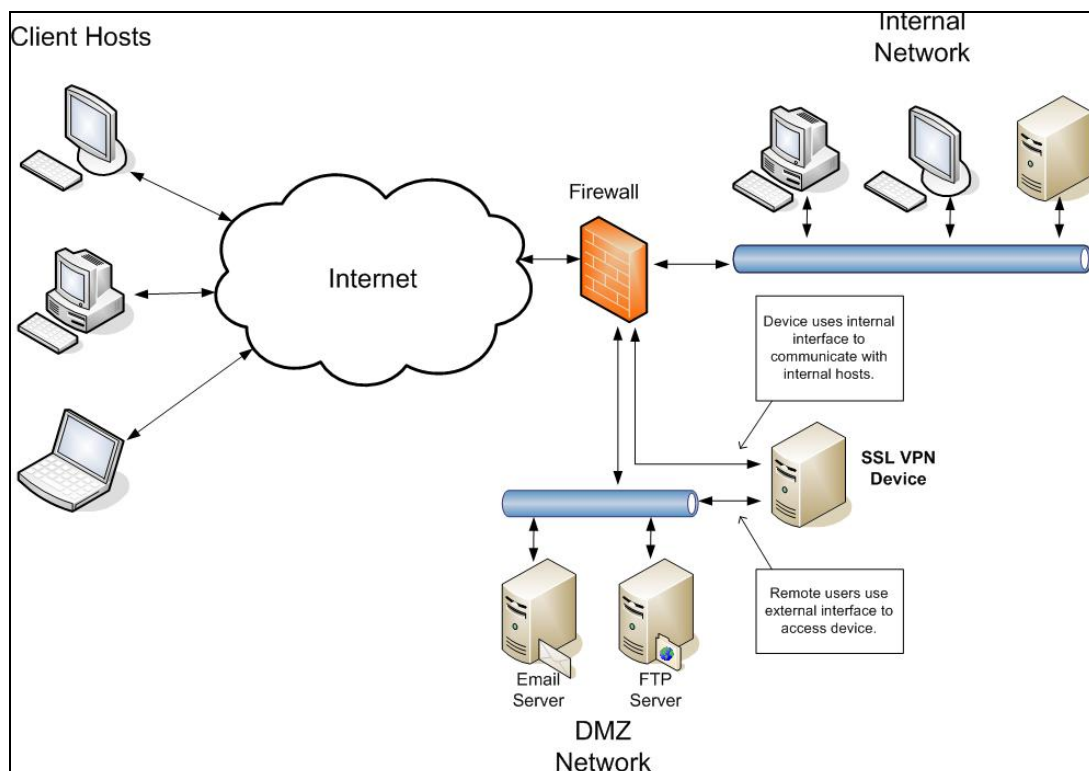 Client Hosts
Internal
Network
Firewall
Internet
Device uses internal
interface to
communicate with
internal hosts.
SSL VPN
Device
Remote users use
external interface to
access device.
Email
Server
FTP
Server
DMZ
Network